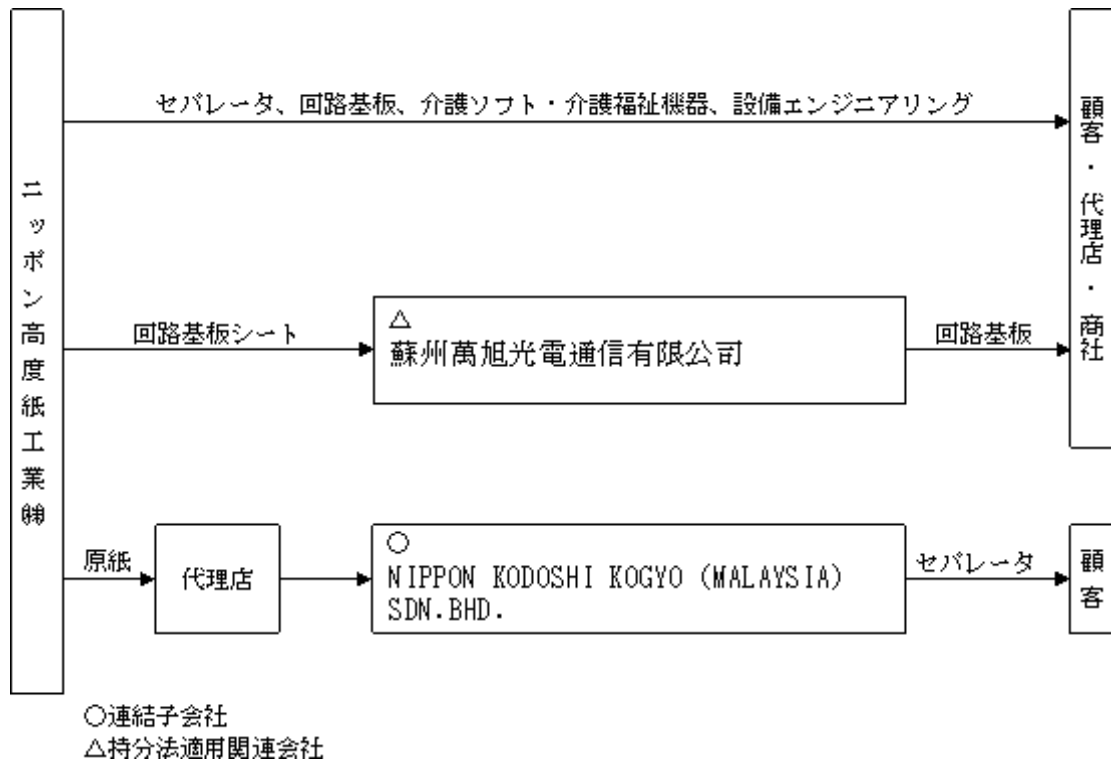 ニッポン高度紙工業㈱
セパレータ、回路基板、介護ソフト・介護福祉機器、設備エンジニアリング
顧客・代理店・商社
回路基板シート
△
蘇州萬旭光電通信有限公司
回路基板
原紙
代理店
○
NIPPON KODOSHI KOGYO (MALAYSIA)
SDN.BHD.
セパレータ
顧客
○連結子会社
△持分法適用関連会社